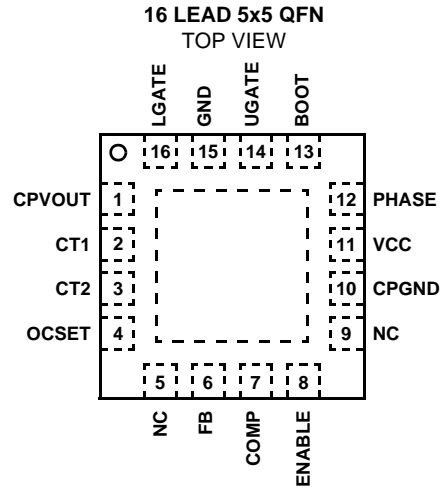 16 LEAD 5x5 QFN
TOP VIEW
LGATE
GND
UGATE
BOOT
16
15
14
13
CPVOUT 1
12 PHASE
CT1 2
11 VCC
CT2 3
10 CPGND
OCSET 4
9 NC
5
6
7
8
NC
FB
COMP
ENABLE